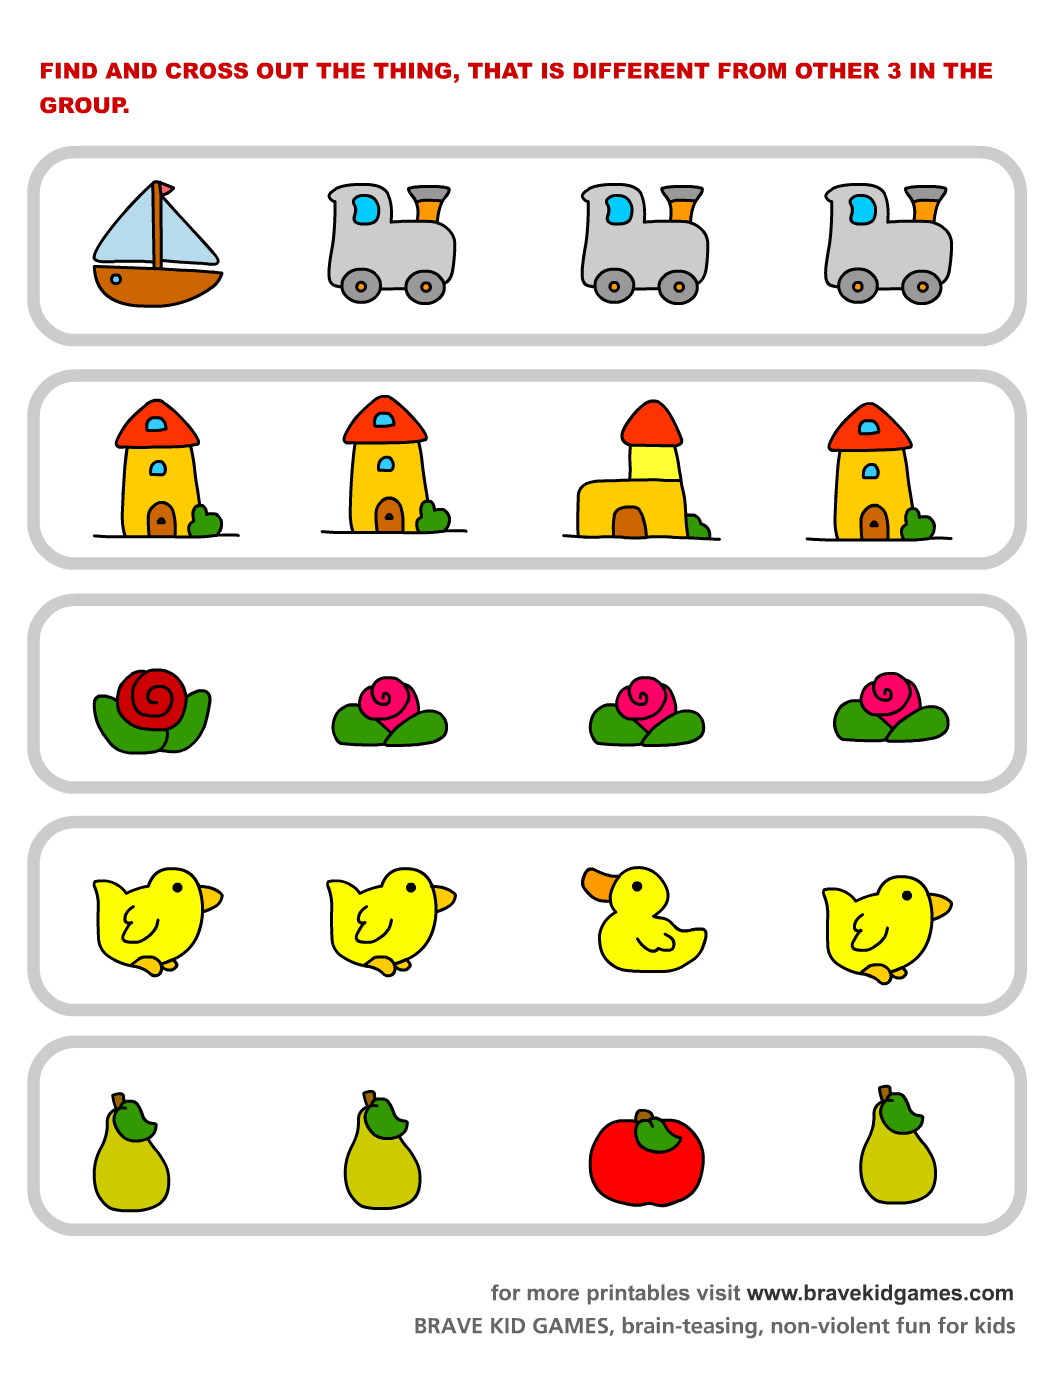 FIND AND CROSS OUT THE THING, THAT IS DIFFERENT FROM OTHER 3 IN THE
GROUP.
for more printables visit www.bravekidgames.com
BRAVE KID GAMES, brain-teasing, non-violent fun for kids